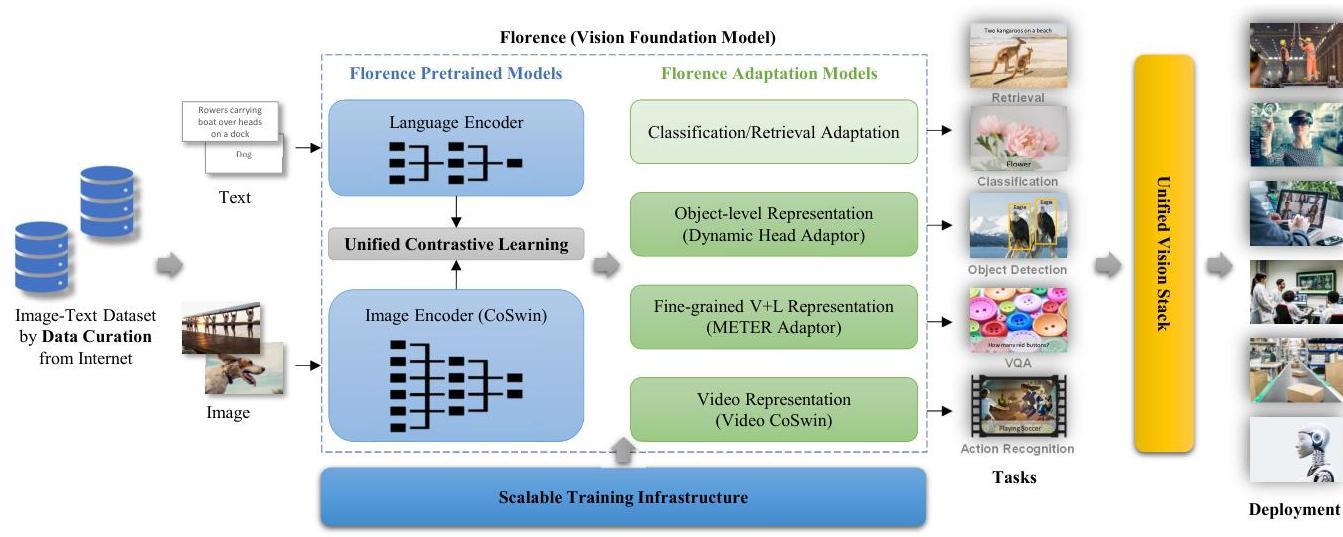 Florence (Vision Foundation Model)
Image-Text Dataset
by Data Curation
from Internet
Rowers carrying
boat over heads
on a dock
Dog
Text
Image
Florence Pretrained Models
Language Encoder
Unified Contrastive Learning
Image Encoder (CoSwin)
Florence Adaptation Models
Classification/Retrieval Adaptation
Object-level Representation
(Dynamic Head Adaptor)
Fine-grained V+L Representation
(METER Adaptor)
Video Representation
(Video CoSwin)
Scalable Training Infrastructure
Two kangaroos on a beach
Retrieval
Flower
Classification
Eagle
Eagle
Object Detection
How many red buttons?
VQA
Playing Soccer
Action Recognition
Tasks
Unified Vision Stack
Deployment